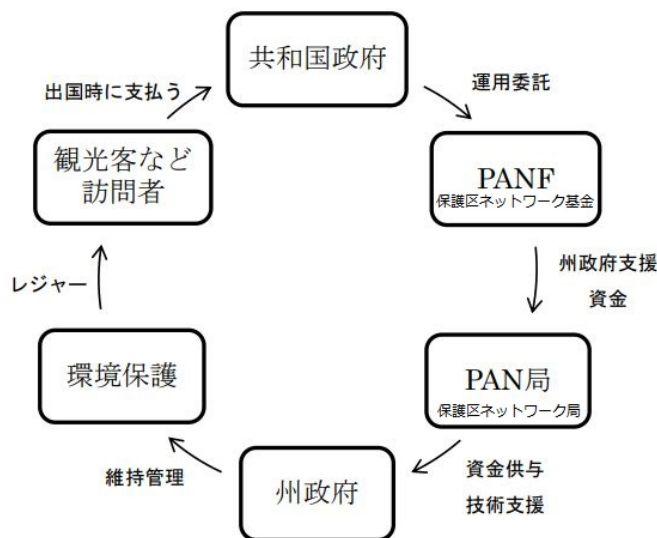 共和国政府
運用委託
PANF
保護区ネットワーク基金
州政府支援
資金
PAN局
保護区ネットワーク局
資金供与
技術支援
州政府
維持管理
環境保護
レジャー
観光客など
訪問者
出国時に支払う